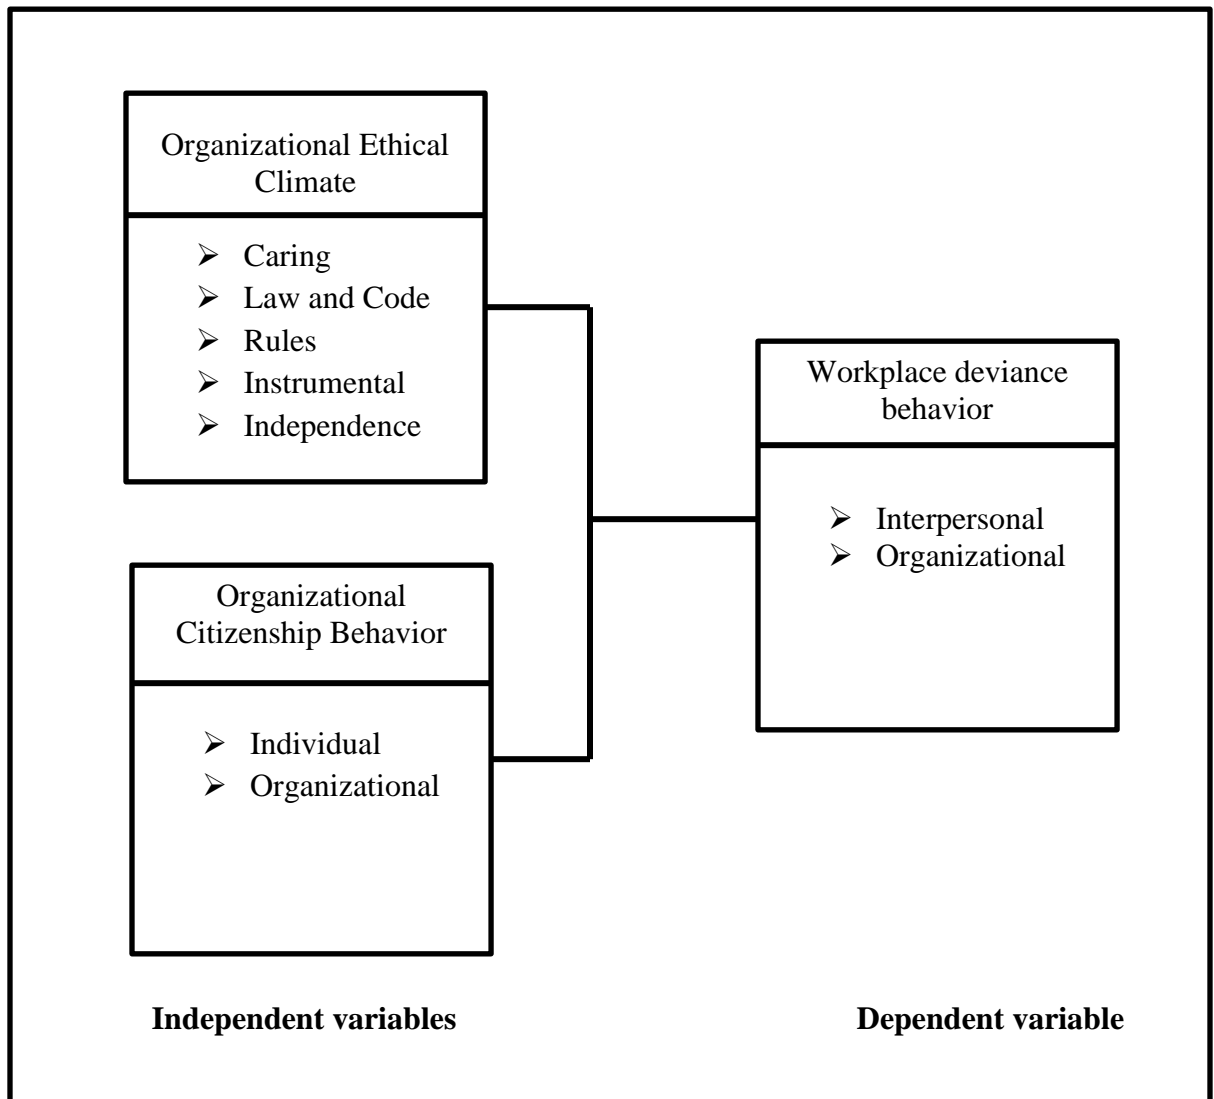 Organizational Ethical
Climate
➢ Caring
➢ Law and Code
➢ Rules
➢ Instrumental
➢ Independence
Workplace deviance
behavior
➢ Interpersonal
➢ Organizational
Organizational
Citizenship Behavior
➢ Individual
➢ Organizational
Independent variables
Dependent variable